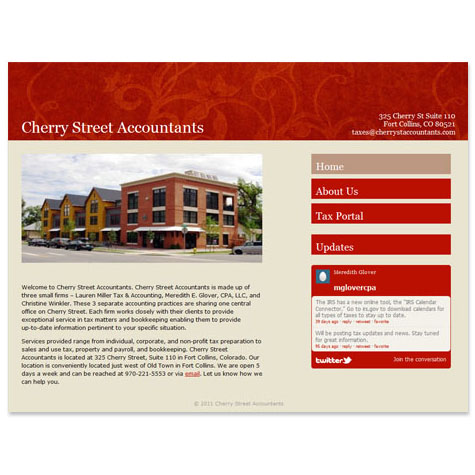 325 Cherry St Suite 110
Fort Collins, CO 80521
taxes@cherrystaccountants.com
Cherry Street Accountants
Home
About Us
Tax Portal
Updates
Welcome to Cherry Street Accountants. Cherry Street Accountants is made up of
three small firms – Lauren Miller Tax & Accounting, Meredith E. Glover, CPA, LLC, and
Christine Winkler. These 3 separate accounting practices are sharing one central
office on Cherry Street. Each firm works closely with their clients to provide
exceptional service in tax matters and bookkeeping enabling them to provide
up-to-date information pertinent to your specific situation.
Services provided range from individual, corporate, and non-profit tax preparation to
sales and use tax, property and payroll, and bookkeeping. Cherry Street
Accountants is located at 325 Cherry Street, Suite 110 in Fort Collins, Colorado. Our
location is conveniently located just west of Old Town in Fort Collins. We are open 5
days a week and can be reached at 970-221-5553 or via email. Let us know how we
can help you.
Meredith Glover
mglovercpa
The IRS has a new online tool, the "IRS Calendar
Connector." Go to irs.gov to download calendars for
all types of taxes to stay up to date.
39 days ago · reply · retweet · favorite
Will be posting tax updates and news. Stay tuned
for great information.
95 days ago · reply · retweet · favorite
twitter
Join the conversation
© 2011 Cherry Street Accountants.